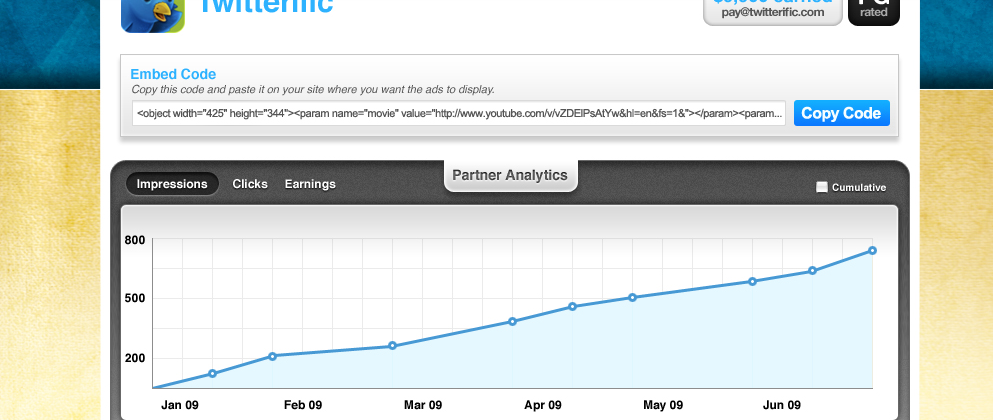 Twitterific
$9,000 earned
pay@twitterific.com
rated
Embed Code
Copy this code and paste it on your site where you want the ads to display.
<object width="425" height="344"><param name="movie" value="http://www.youtube.com/v/vZDElPsAtYw&hl=en&fs=1&"></param><param...
Copy Code
Impressions
Clicks
Earnings
Partner Analytics
Cumulative
800
500
200
Jan 09
Feb 09
Mar 09
Apr 09
May 09
Jun 09